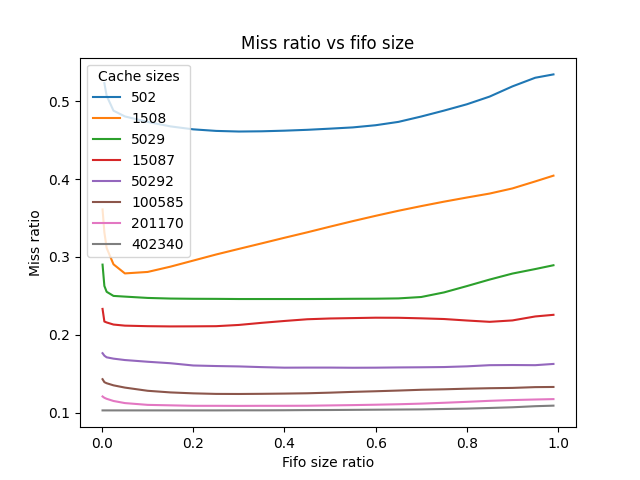 Miss ratio vs fifo size
Cache sizes
502
1508
5029
15087
50292
100585
201170
402340
0.5
0.4
0.3
0.2
0.1
Miss ratio
0.0 0.2 0.4 0.6 0.8 1.0
Fifo size ratio